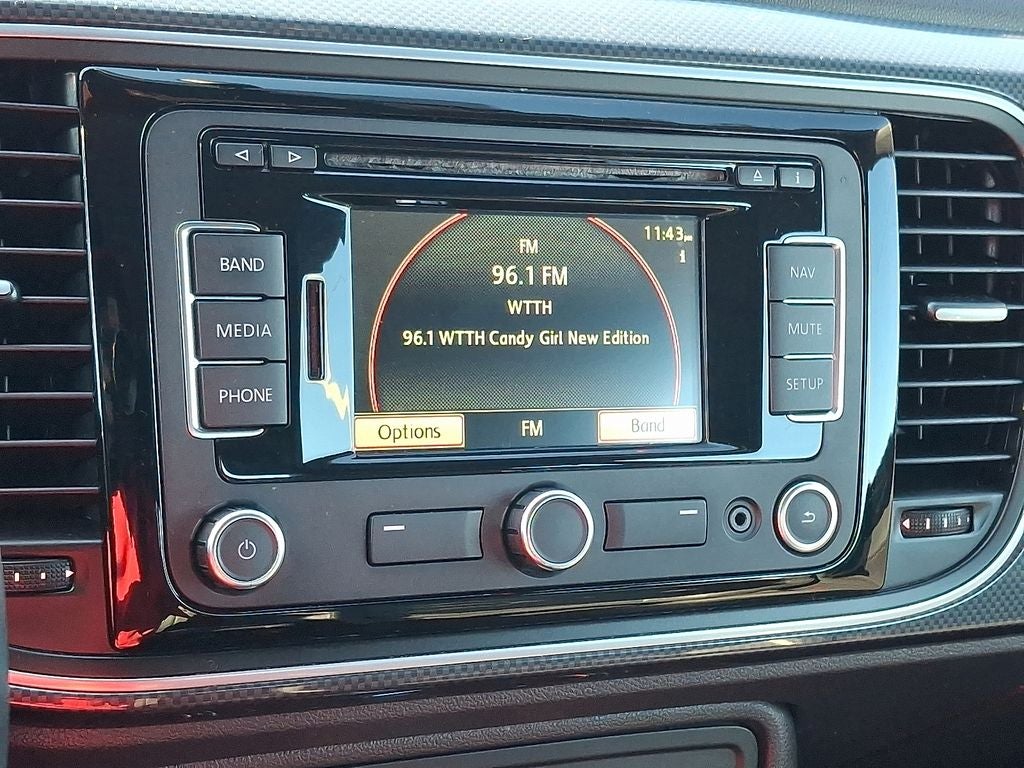 FM
11:43PM
i
96.1 FM
WTTH
96.1 WTTH Candy Girl New Edition
Options
FM
Band
BAND
MEDIA
PHONE
NAV
MUTE
SETUP
i